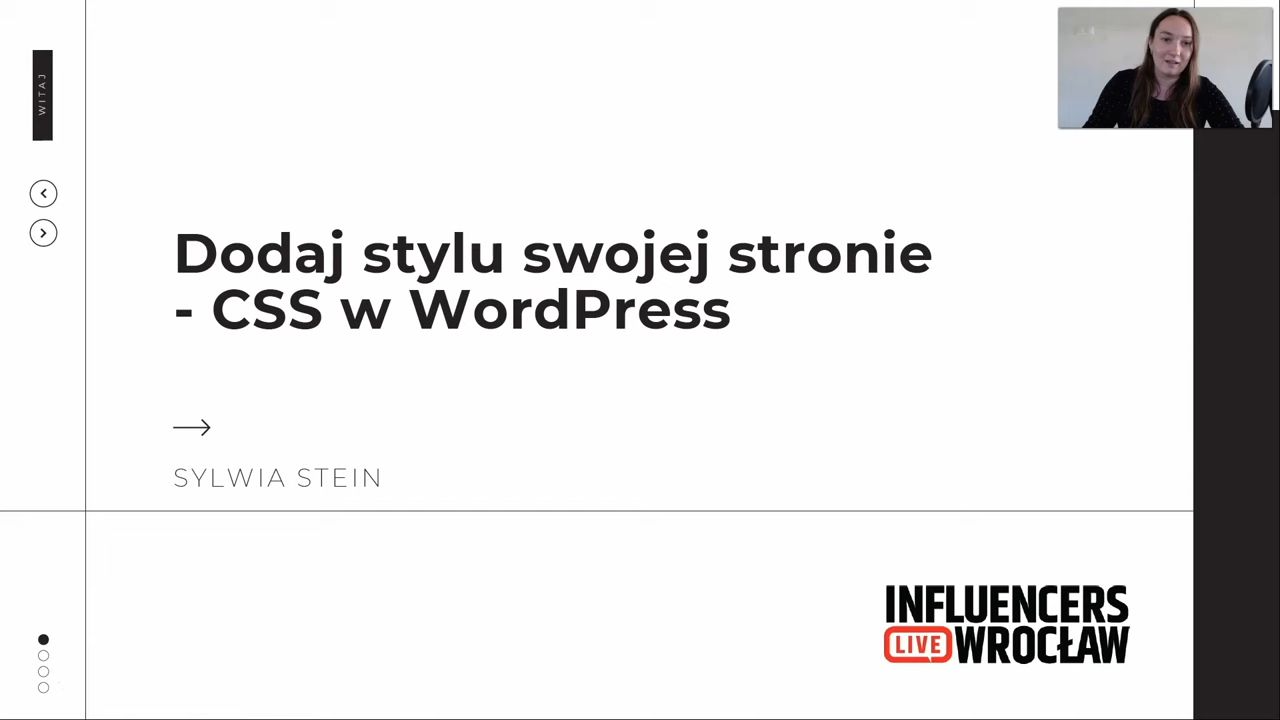 WITAJ
Dodaj stylu swojej stronie
- CSS w WordPress
SYLWIA STEIN
INFLUENCERS
LIVE WROCŁAW